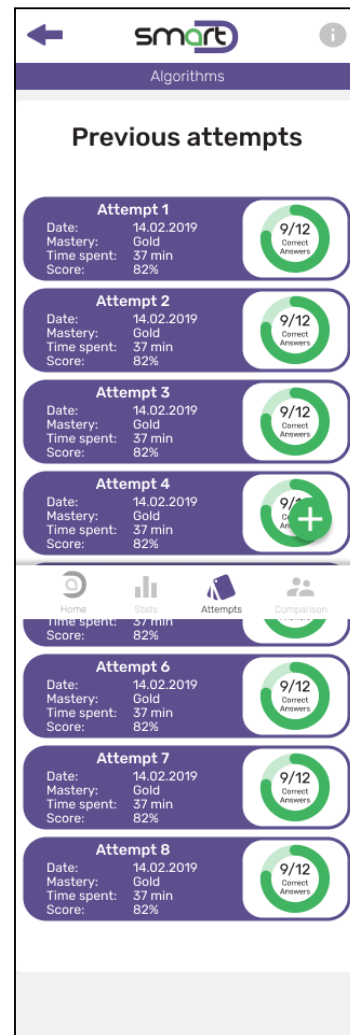 smart
i
Algorithms
Previous attempts
Attempt 1
Date: 14.02.2019
Mastery: Gold
Time spent: 37 min
Score: 82%
9/12
Correct
Answers
Attempt 2
Date: 14.02.2019
Mastery: Gold
Time spent: 37 min
Score: 82%
9/12
Correct
Answers
Attempt 3
Date: 14.02.2019
Mastery: Gold
Time spent: 37 min
Score: 82%
9/12
Correct
Answers
Attempt 4
Date: 14.02.2019
Mastery: Gold
Time spent: 37 min
Score: 82%
9/
+
Home
Stats
Attempts
Comparison
Time spent: 37 min
Score: 82%
Attempt 6
Date: 14.02.2019
Mastery: Gold
Time spent: 37 min
Score: 82%
9/12
Correct
Answers
Attempt 7
Date: 14.02.2019
Mastery: Gold
Time spent: 37 min
Score: 82%
9/12
Correct
Answers
Attempt 8
Date: 14.02.2019
Mastery: Gold
Time spent: 37 min
Score: 82%
9/12
Correct
Answers